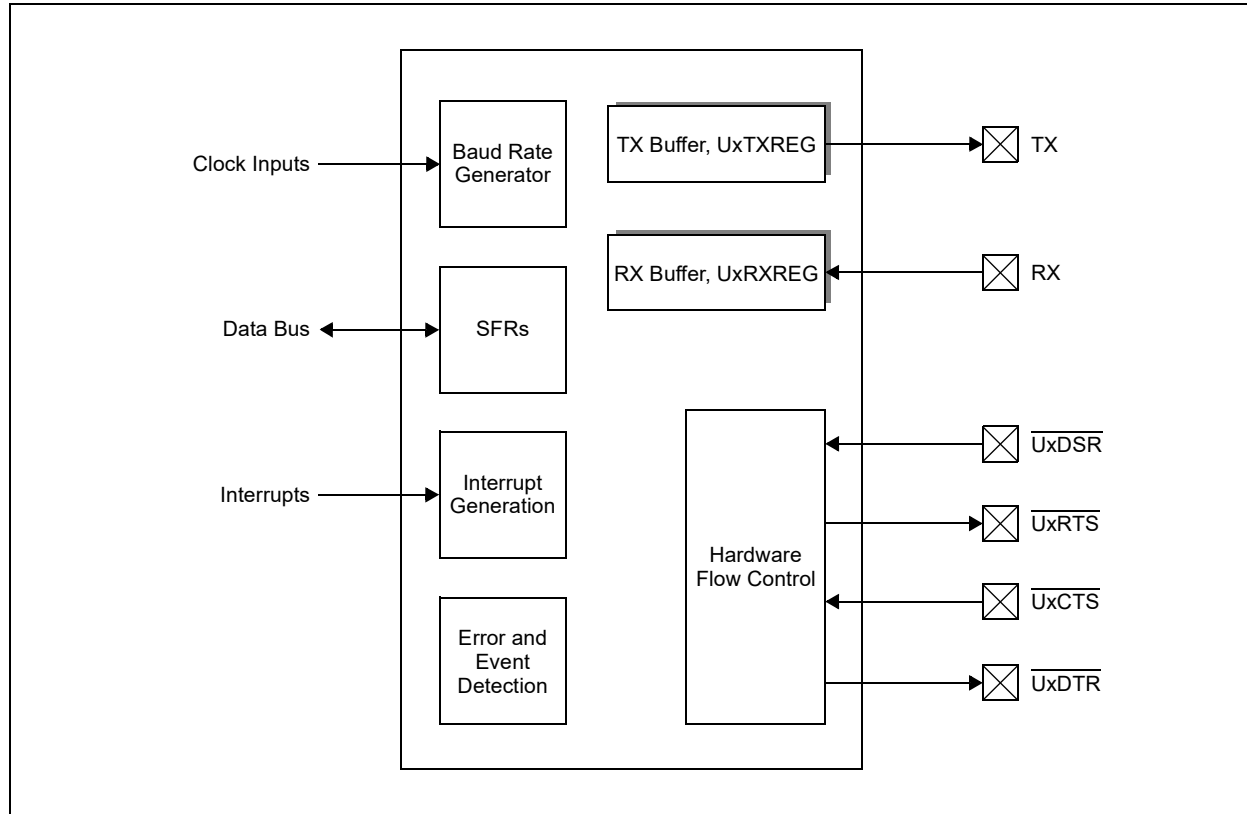 Clock Inputs
Baud Rate
Generator
TX Buffer, UxTXREG
TX
RX Buffer, UxRXREG
RX
Data Bus
SFRs
Interrupts
Interrupt
Generation
Error and
Event
Detection
Hardware
Flow Control
UxDSR
UxRTS
UxCTS
UxDTR